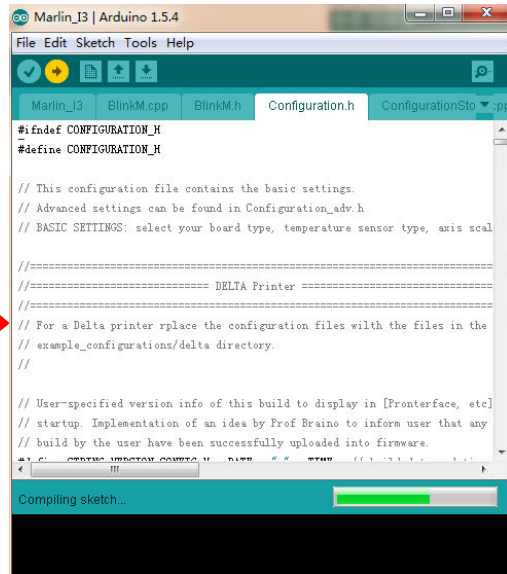 Marlin_I3 | Arduino 1.5.4
File Edit Sketch Tools Help
Marlin_I3 BlinkM.cpp BlinkM.h Configuration.h ConfigurationSto
#ifndef CONFIGURATION_H
#define CONFIGURATION_H
// This configuration file contains the basic settings.
// Advanced settings can be found in Configuration_adv.h
// BASIC SETTINGS: select your board type, temperature sensor type, axis scal
//===========================================================================
//============================= DELTA Printer ===============================
//===========================================================================
// For a Delta printer rplace the configuration files wilth the files in the
// example_configurations/delta directory.
//
// User-specified version info of this build to display in [Pronterface, etc]
// startup. Implementation of an idea by Prof Braino to inform user that any
// build by the user have been successfully uploaded into firmware.
Compiling sketch...